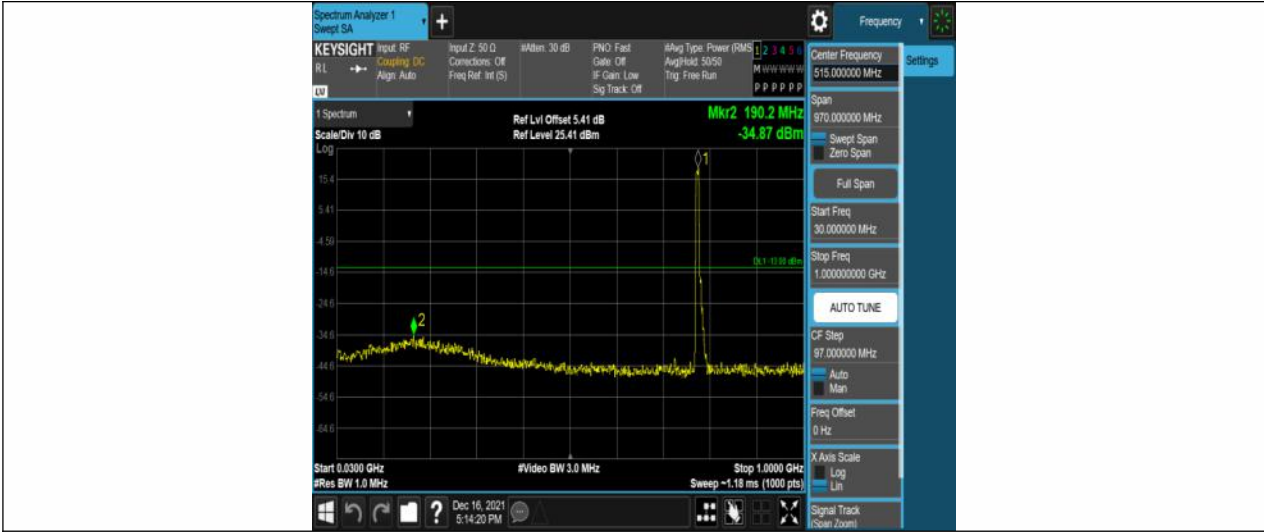 Spectrum Analyzer 1
Swept SA
+
Frequency
KEYSIGHT
RL
LW
Input: RF
Coupling: DC
Align: Auto
Input Z: 50 Ω
Corrections: Off
Freq Ref: Int (S)
#Atten: 30 dB
PNO: Fast
Gate: Off
IF Gain: Low
Sig Track: Off
#Avg Type: Power (RMS
Avg|Hold: 50/50
Trig: Free Run
1 2 3 4 5 6
M W W W W W
P P P P P P
1 Spectrum
Scale/Div 10 dB
Log
Ref Lvl Offset 5.41 dB
Ref Level 25.41 dBm
Mkr2 190.2 MHz
-34.87 dBm
1
15.4
5.41
-4.59
DL1 -13.00 dBm
-14.6
-24.6
2
-34.6
-44.6
-54.6
-64.6
Start 0.0300 GHz
#Res BW 1.0 MHz
#Video BW 3.0 MHz
Stop 1.0000 GHz
Sweep ~1.18 ms (1000 pts)
?
Dec 16, 2021
5:14:20 PM
Center Frequency
515.000000 MHz
Settings
Span
970.000000 MHz
Swept Span
Zero Span
Full Span
Start Freq
30.000000 MHz
Stop Freq
1.000000000 GHz
AUTO TUNE
CF Step
97.000000 MHz
Auto
Man
Freq Offset
0 Hz
X Axis Scale
Log
Lin
Signal Track
(Span Zoom)